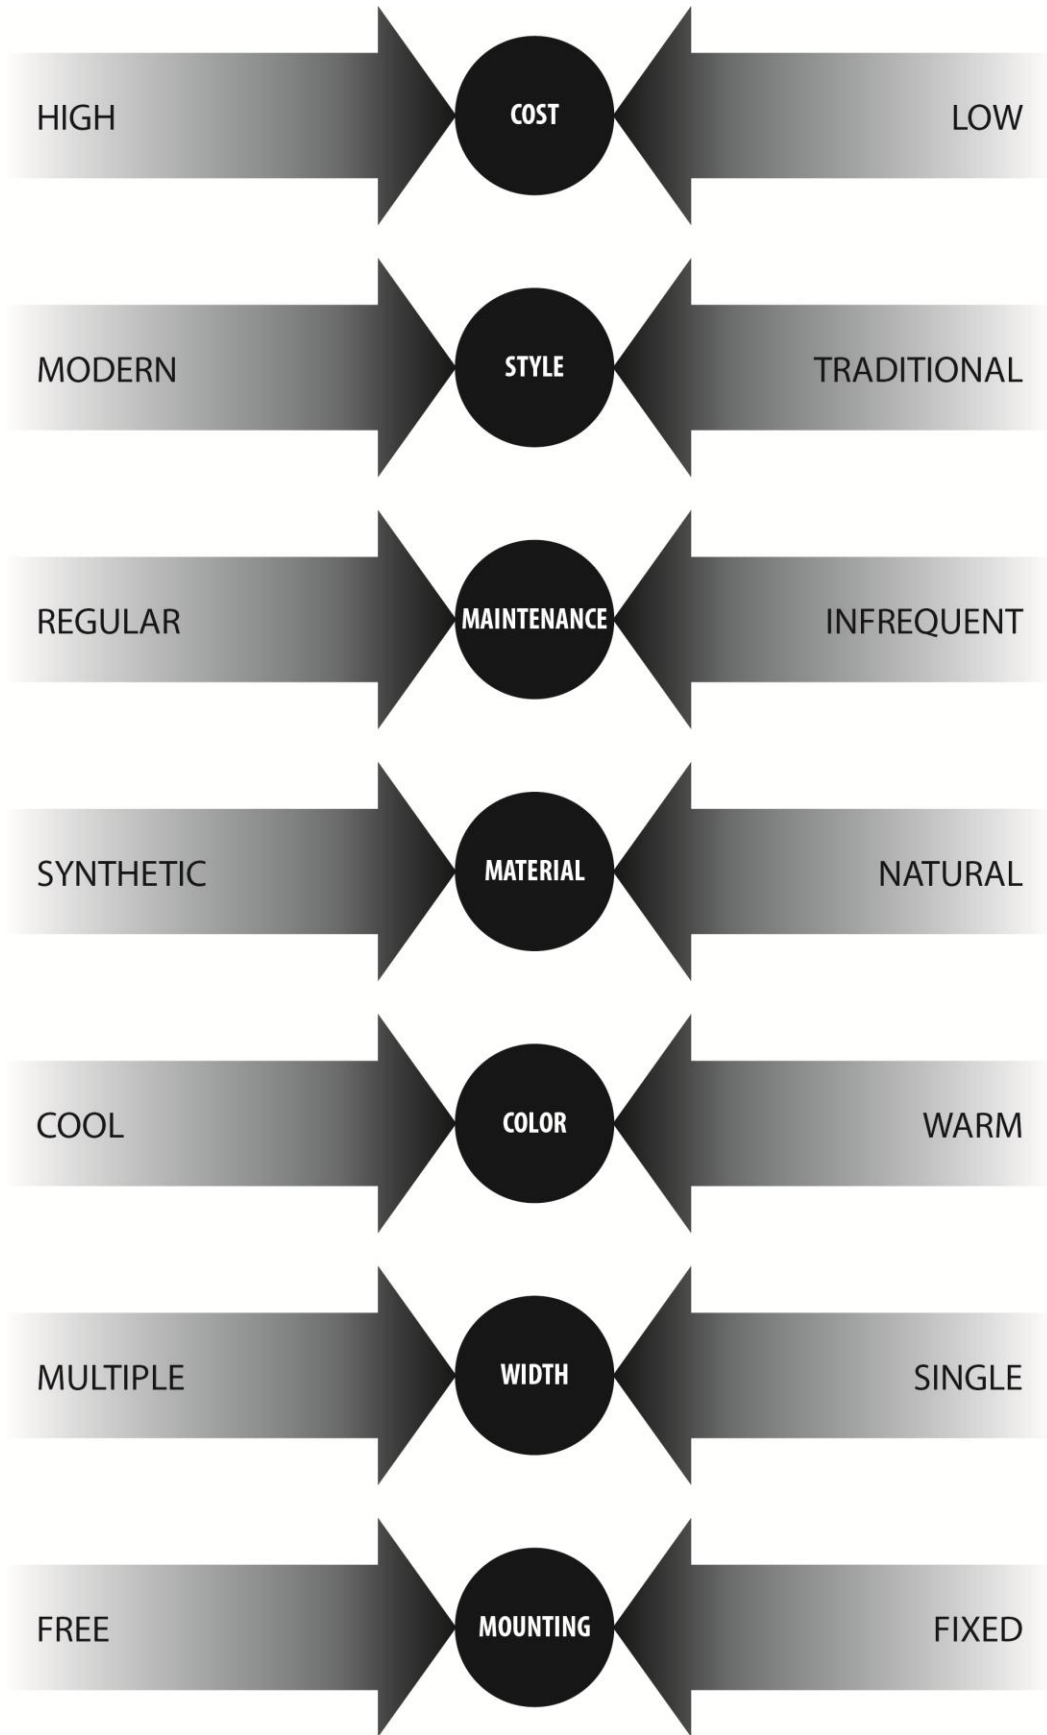 HIGH COST LOW
MODERN STYLE TRADITIONAL
REGULAR MAINTENANCE INFREQUENT
SYNTHETIC MATERIAL NATURAL
COOL COLOR WARM
MULTIPLE WIDTH SINGLE
FREE MOUNTING FIXED